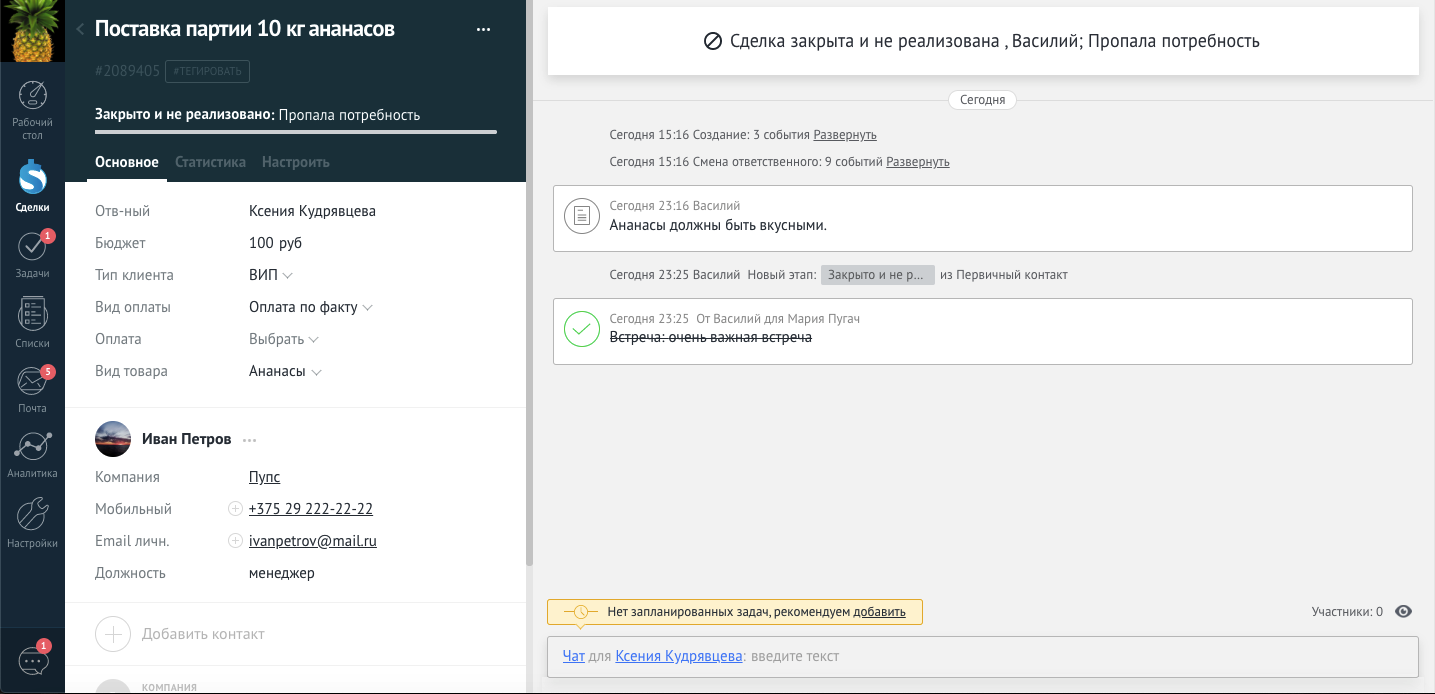 Поставка партии 10 кг ананасов
#2089405 #ТЕГИРОВАТЬ
Закрыто и не реализовано: Пропала потребность
Основное Статистика Настроить
Рабочий
стол
Сделки
1
Задачи
Списки
5
Почта
Аналитика
Настройки
1
Отв-ный Ксения Кудрявцева
Бюджет 100 руб
Тип клиента ВИП
Вид оплаты Оплата по факту
Оплата Выбрать
Вид товара Ананасы
Иван Петров
Компания Пупс
Мобильный +375 29 222-22-22
Email личн. ivanpetrov@mail.ru
Должность менеджер
Добавить контакт
КОМПАНИЯ
Сделка закрыта и не реализована , Василий; Пропала потребность
Сегодня
Сегодня 15:16 Создание: 3 события Развернуть
Сегодня 15:16 Смена ответственного: 9 событий Развернуть
Сегодня 23:16 Василий
Ананасы должны быть вкусными.
Сегодня 23:25 Василий Новый этап: Закрыто и не р... из Первичный контакт
Сегодня 23:25 От Василий для Мария Пугач
Встреча: очень важная встреча
Нет запланированных задач, рекомендуем добавить
Участники: 0
Чат для Ксения Кудрявцева: введите текст